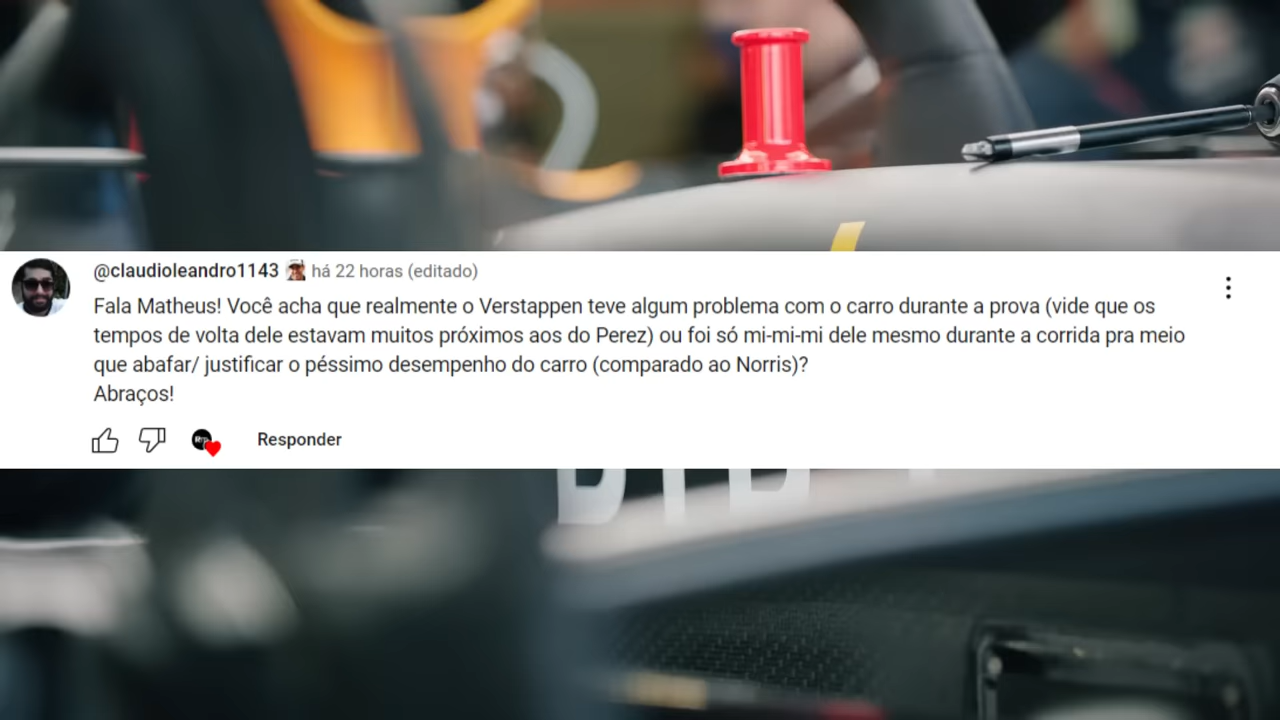 @claudioleandro1143 há 22 horas (editado)
Fala Matheus! Você acha que realmente o Verstappen teve algum problema com o carro durante a prova (vide que os
tempos de volta dele estavam muitos próximos aos do Perez) ou foi só mi-mi-mi dele mesmo durante a corrida pra meio
que abafar/ justificar o péssimo desempenho do carro (comparado ao Norris)?
Abraços!
Responder